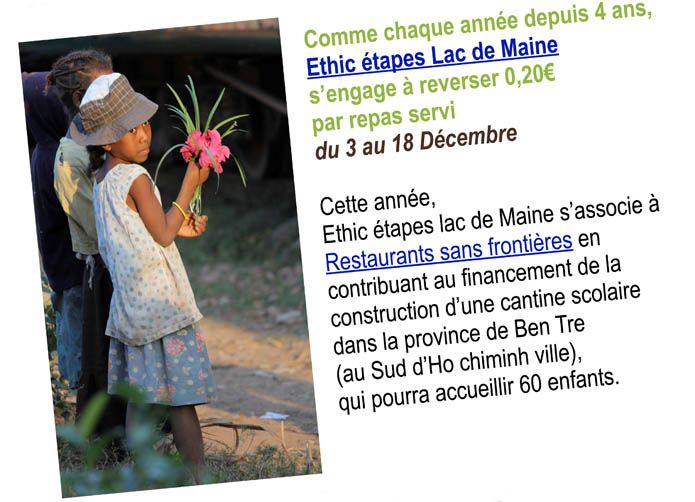 Comme chaque année depuis 4 ans,
Ethic étapes Lac de Maine
s’engage à reverser 0,20€
par repas servi
du 3 au 18 Décembre
Cette année,
Ethic étapes lac de Maine s’associe à
Restaurants sans frontières en
contribuant au financement de la
construction d’une cantine scolaire
dans la province de Ben Tre
(au Sud d’Ho chiminh ville),
qui pourra accueillir 60 enfants.